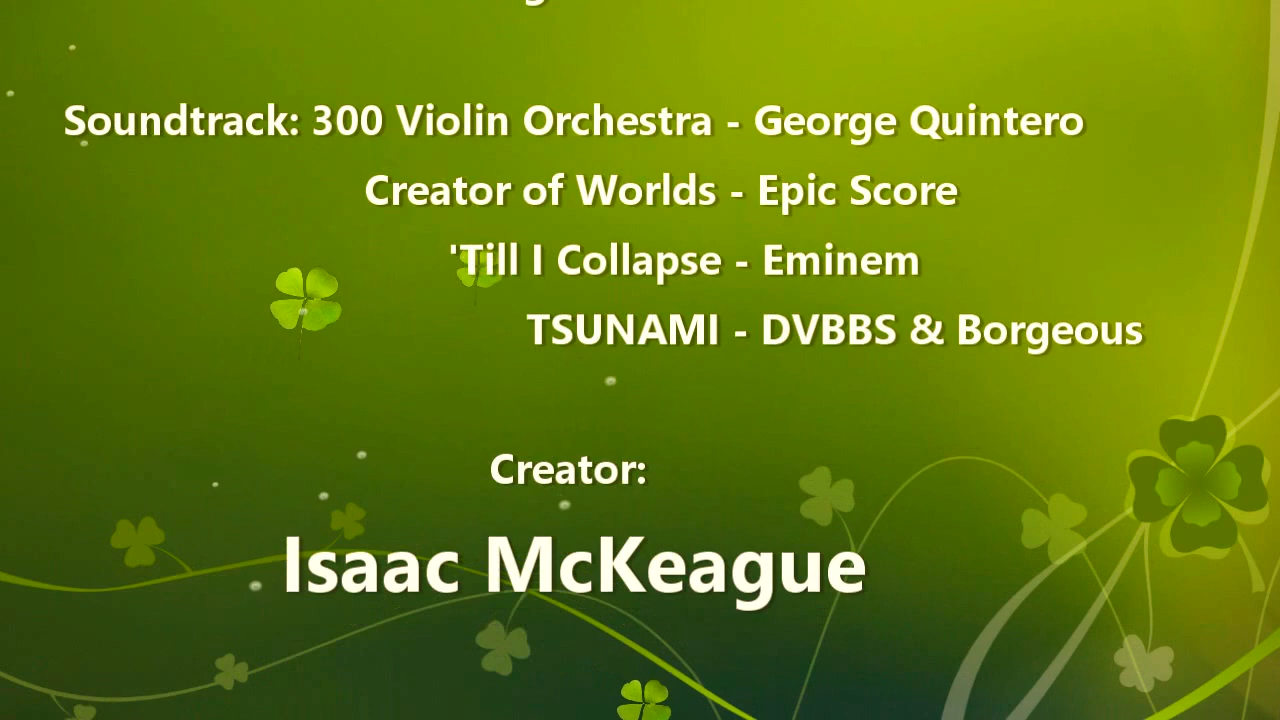 Soundtrack: 300 Violin Orchestra - George Quintero
Creator of Worlds - Epic Score
'Till I Collapse - Eminem
TSUNAMI - DVBBS & Borgeous
Creator:
Isaac McKeague